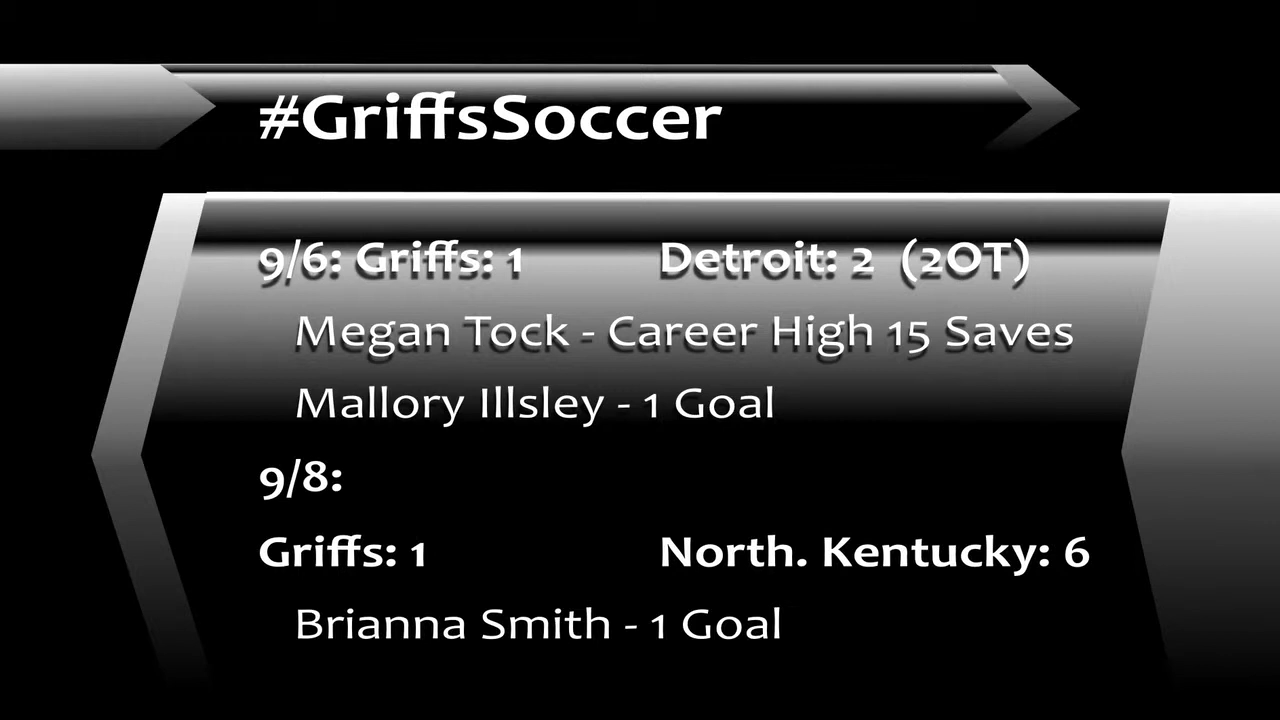 #GriffsSoccer
9/6: Griffs: 1 Detroit: 2 (2OT)
Megan Tock - Career High 15 Saves
Mallory Illsley - 1 Goal
9/8:
Griffs: 1 North. Kentucky: 6
Brianna Smith - 1 Goal